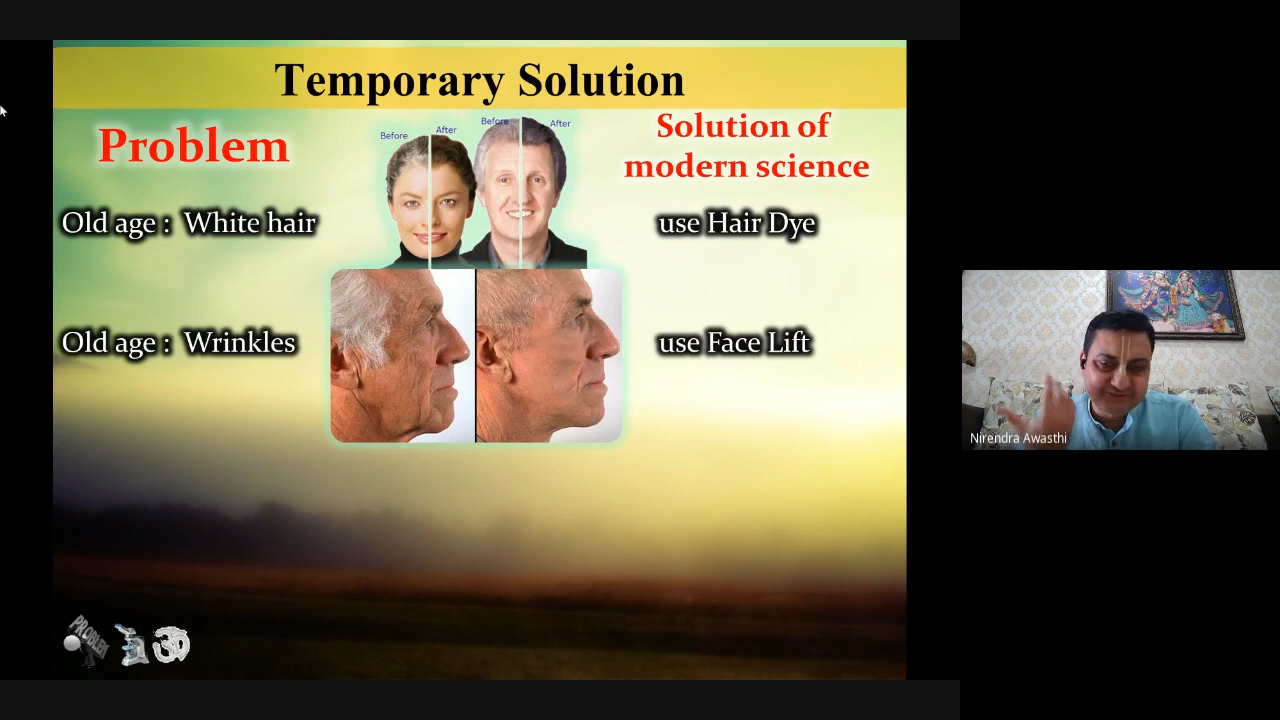 Temporary Solution
Problem
Before
After
Before
After
Solution of
modern science
Old age : White hair
use Hair Dye
Old age : Wrinkles
use Face Lift
Nirendra Awasthi
PROBLEM
ॐ